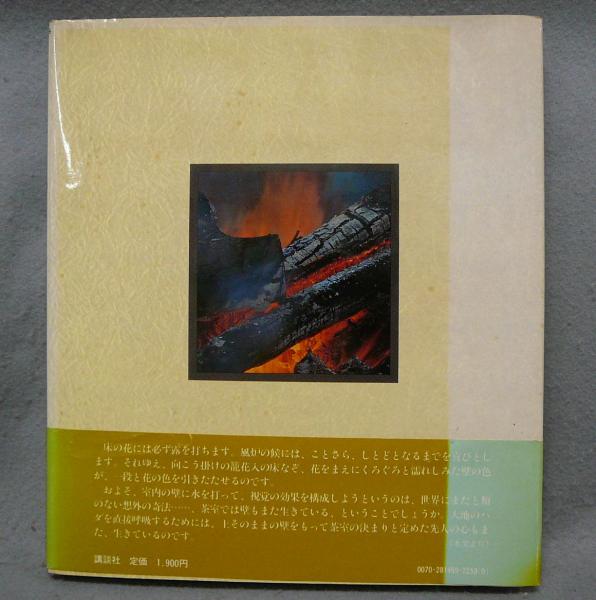 床の花には必ず露を打ちます。風炉の候には、ことさら、しとどとなるまでを喜びとし
ます。それゆえ、向こう掛けの籠花入の床など、花をまえにくろぐろと濡れしみた壁の色
が、一段と花の色を引きたたせるのです。
およそ、室内の壁に水を打って、視覚の効果を構成しようというのは、世界にまたと類
のない想外の奇法……、茶室では壁もまた生きている、ということでしょうか。大地のハ
ダを直接呼吸するためには、土そのままの壁をもって茶室の決まりと定めた先人の心もま
た、生きているのです。
(本文より)
講談社 定価 1,900円